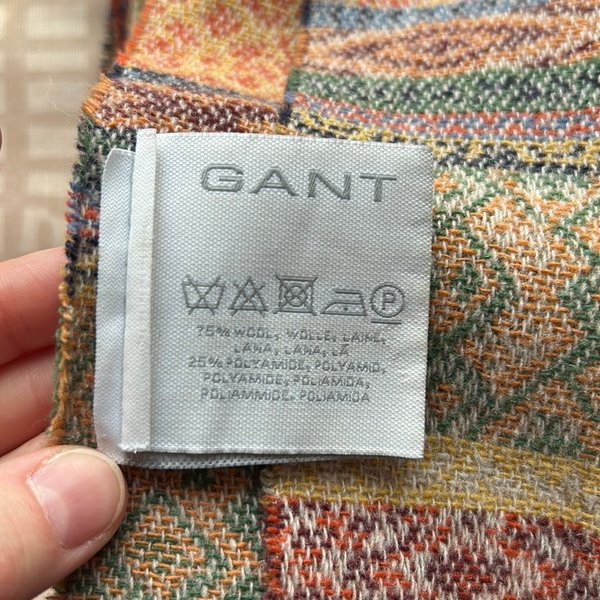 GANT
P
75% WOOL, WOLLE, LAINE,
LANA, LANA, LÃ
25% POLYAMIDE, POLYAMID,
POLYAMIDE, POLIAMIDA,
POLIAMMIDE, POLIAMIDA